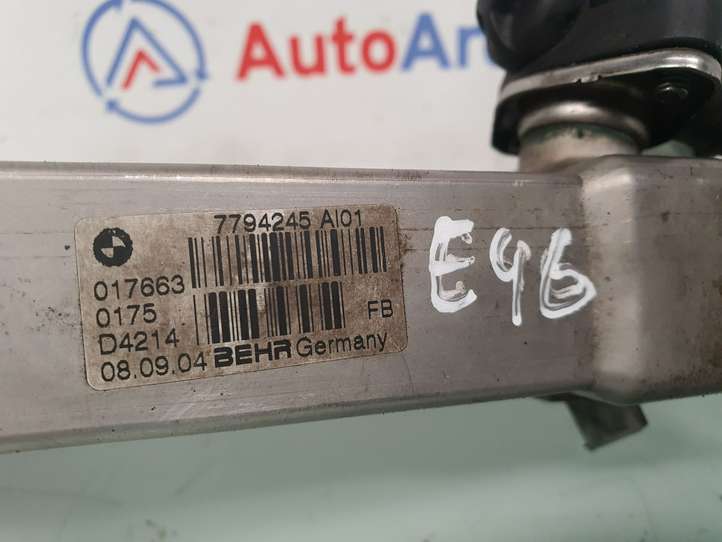 AutoAr
7794245 AI01
017663
0175
FB
D4214
08.09.04 BEHR Germany
E46